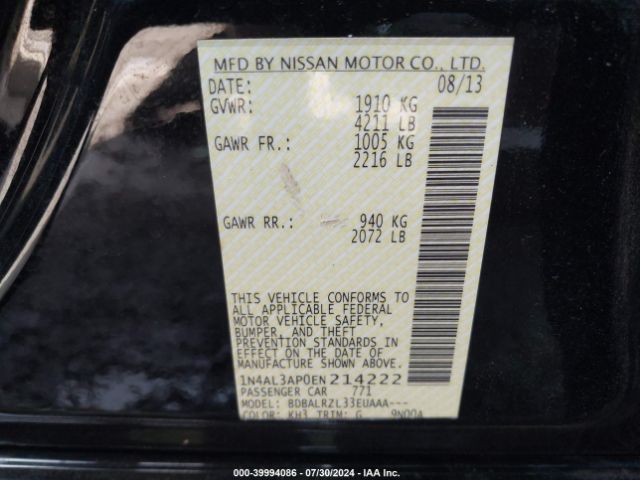 MFD BY NISSAN MOTOR CO., LTD.
DATE: 08/13
GVWR: 1910 KG
4211 LB
GAWR FR.: 1005 KG
2216 LB
GAWR RR.: 940 KG
2072 LB
THIS VEHICLE CONFORMS TO
ALL APPLICABLE FEDERAL
MOTOR VEHICLE SAFETY,
BUMPER, AND THEFT
PREVENTION STANDARDS IN
EFFECT ON THE DATE OF
MANUFACTURE SHOWN ABOVE.
1N4AL3AP0EN214222
PASSENGER CAR 771
MODEL: BDBALRZL33EUAAA---
COLOR: KH3 TRIM: G 9N00A
000-39994086 / 07/30/2024 - IAA Inc.